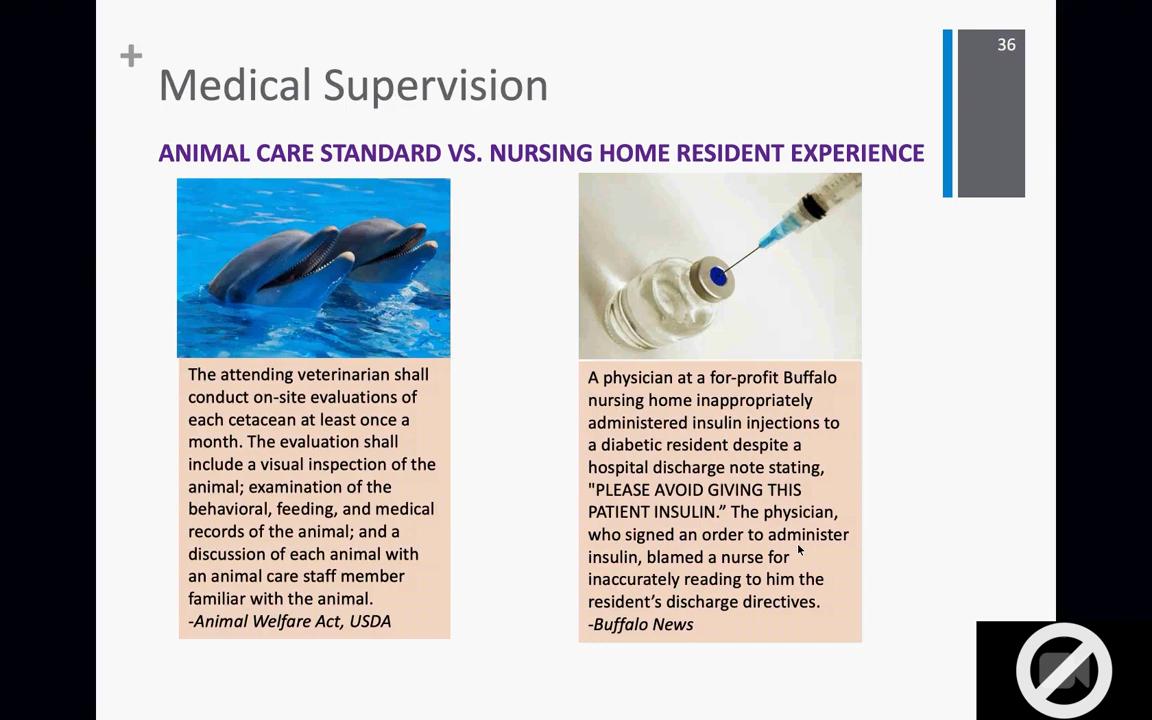 36
+
Medical Supervision
ANIMAL CARE STANDARD VS. NURSING HOME RESIDENT EXPERIENCE
The attending veterinarian shall
conduct on-site evaluations of
each cetacean at least once a
month. The evaluation shall
include a visual inspection of the
animal; examination of the
behavioral, feeding, and medical
records of the animal; and a
discussion of each animal with
an animal care staff member
familiar with the animal.
-Animal Welfare Act, USDA
A physician at a for-profit Buffalo
nursing home inappropriately
administered insulin injections to
a diabetic resident despite a
hospital discharge note stating,
"PLEASE AVOID GIVING THIS
PATIENT INSULIN.” The physician,
who signed an order to administer
insulin, blamed a nurse for
inaccurately reading to him the
resident’s discharge directives.
-Buffalo News